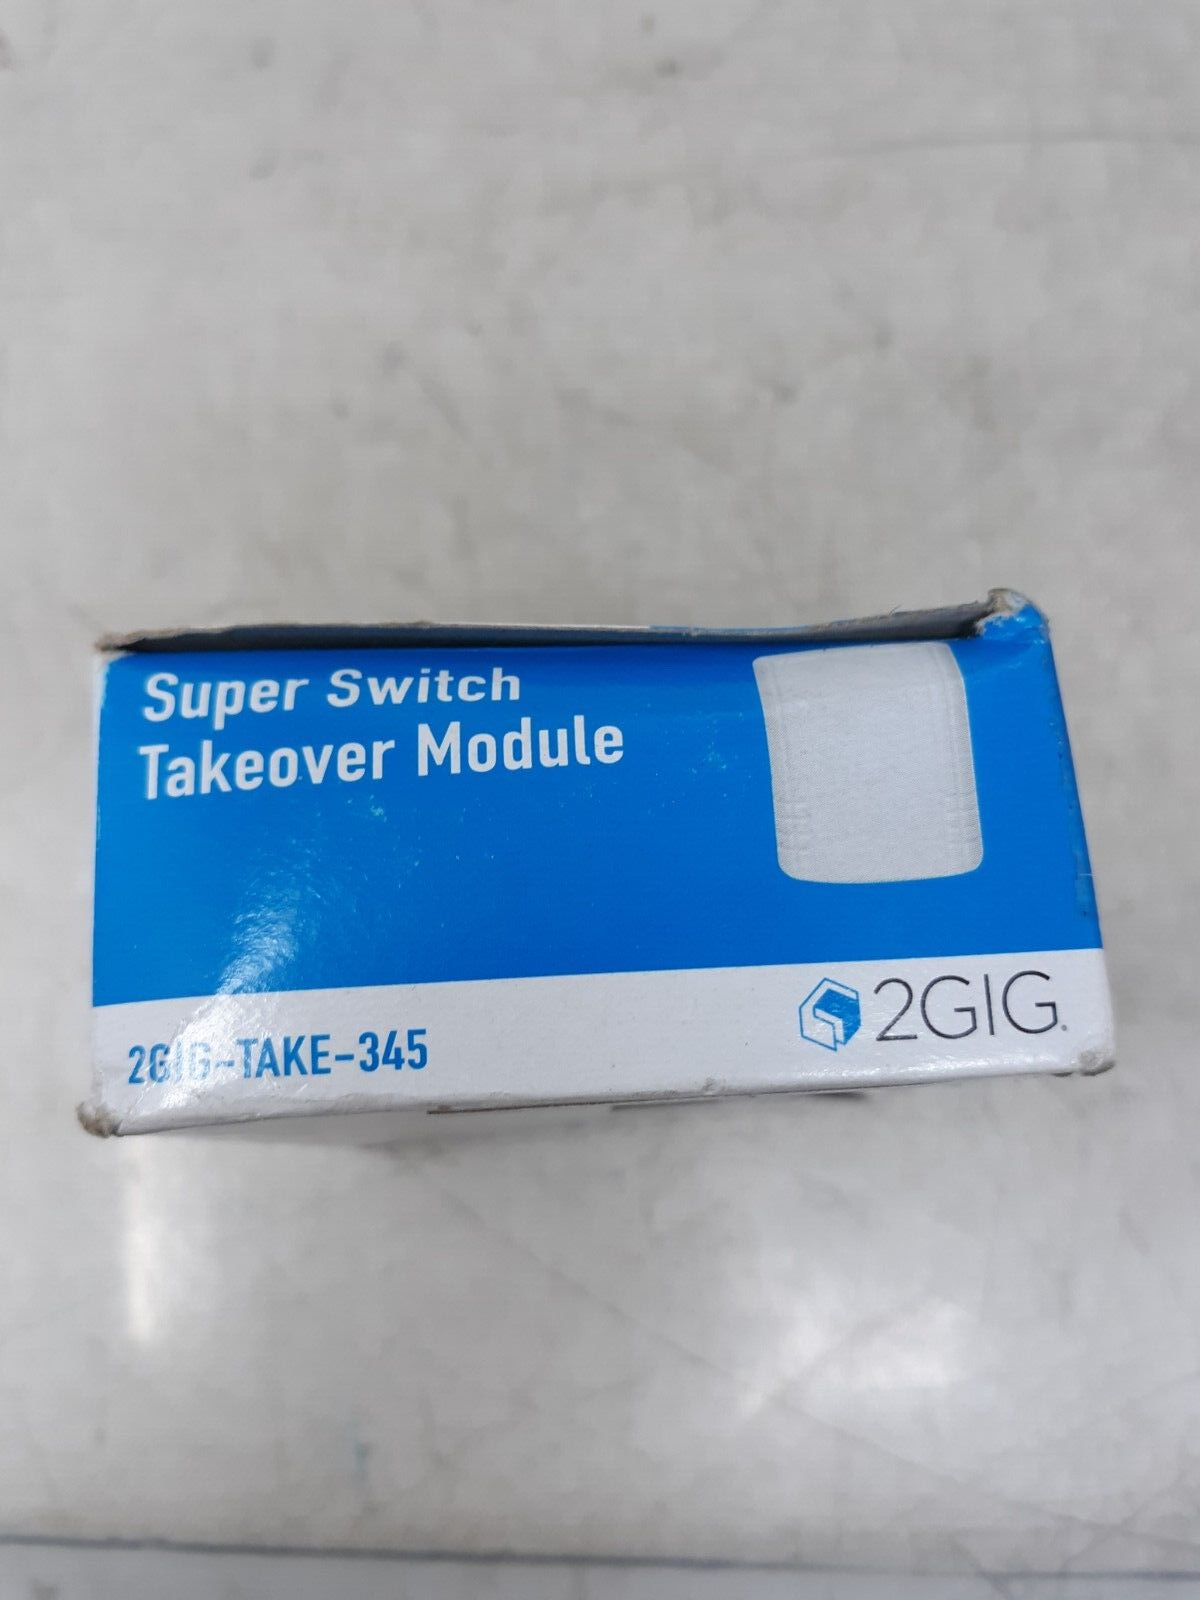 Super Switch
Takeover Module
2GIG-TAKE-345
2GIG.